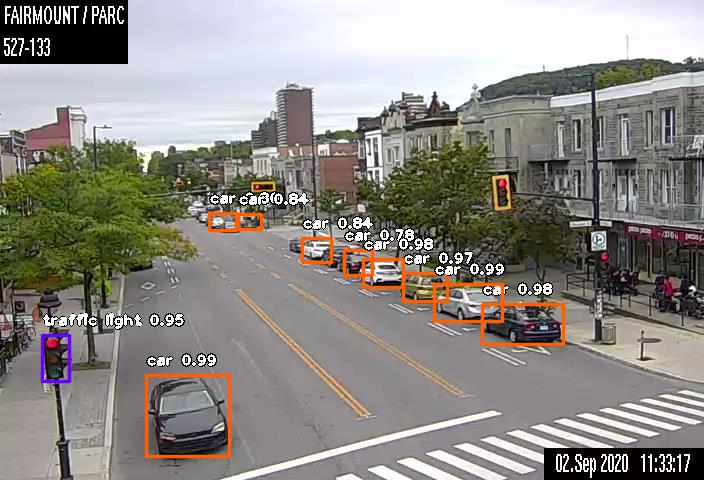 FAIRMOUNT / PARC
527-133
car 0.84
car 0.84
car 0.78
car 0.98
car 0.97
car 0.99
car 0.98
traffic light 0.95
car 0.99
02.Sep 2020 11:33:17